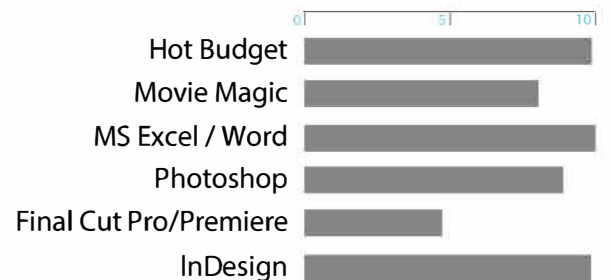 0 5 10
Hot Budget
Movie Magic
MS Excel / Word
Photoshop
Final Cut Pro/Premiere
InDesign